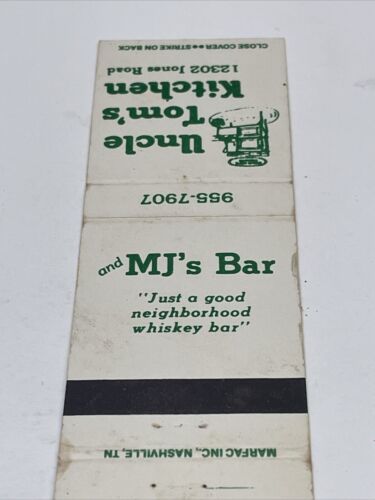 CLOSE COVER●●STRIKE ON BACK
12302 Jones Road
Uncle
Tom's
Kitchen
955-7907
and MJ's Bar
"Just a good
neighborhood
whiskey bar"
MARFAC INC., NASHVILLE, TN